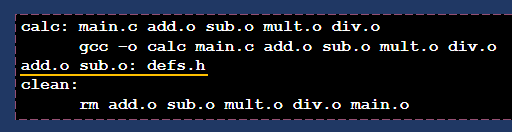 calc: main.c add.o sub.o mult.o div.o
gcc -o calc main.c add.o sub.o mult.o div.o
add.o sub.o: defs.h
clean:
rm add.o sub.o mult.o div.o main.o